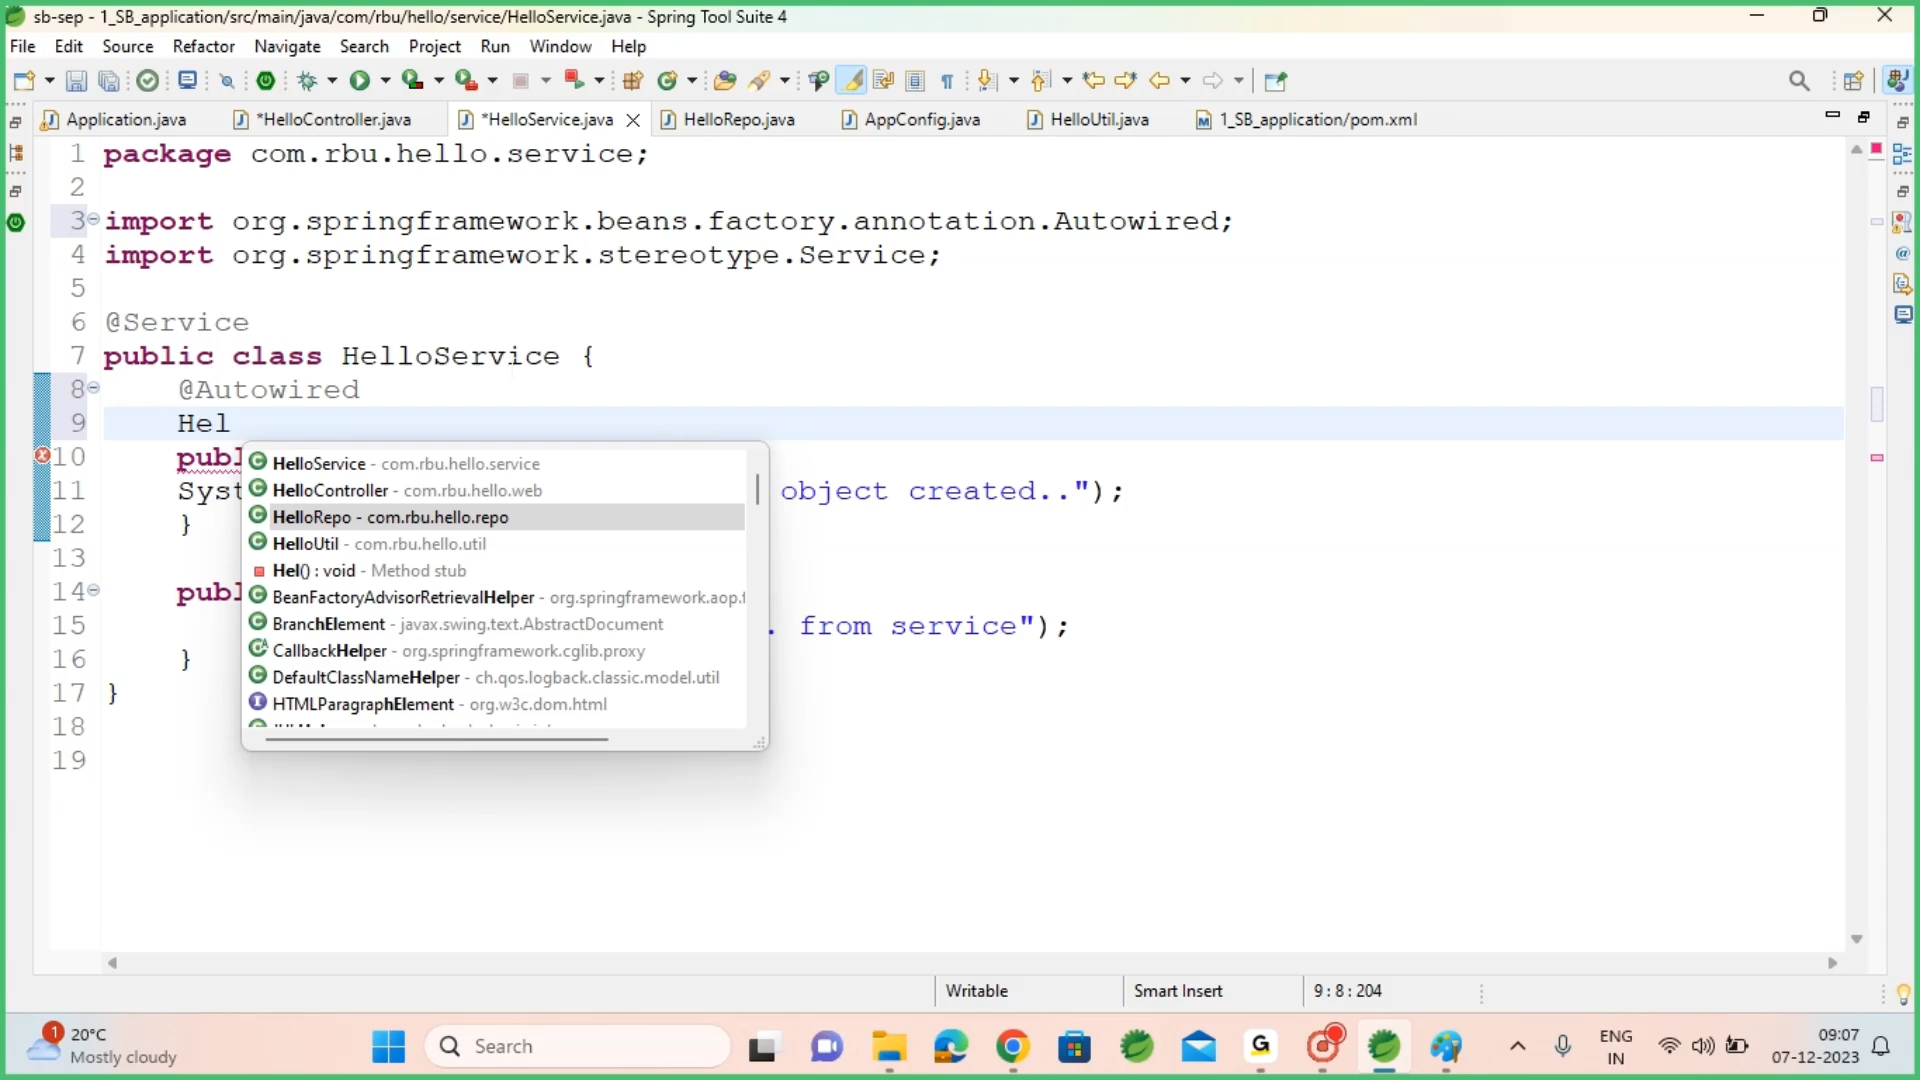 sb-sep - 1_SB_application/src/main/java/com/rbu/hello/service/HelloService.java - Spring Tool Suite 4
File Edit Source Refactor Navigate Search Project Run Window Help
Application.java *HelloController.java *HelloService.java HelloRepo.java AppConfig.java HelloUtil.java 1_SB_application/pom.xml
1 package com.rbu.hello.service;
2
3 import org.springframework.beans.factory.annotation.Autowired;
4 import org.springframework.stereotype.Service;
5
6 @Service
7 public class HelloService {
8 @Autowired
9 Hel
10 publ
11 Syst object created..");
12 }
13
14 publ
15 . from service");
16 }
17 }
18
19
HelloService - com.rbu.hello.service
HelloController - com.rbu.hello.web
HelloRepo - com.rbu.hello.repo
HelloUtil - com.rbu.hello.util
Hel() : void - Method stub
BeanFactoryAdvisorRetrievalHelper - org.springframework.aop.f
BranchElement - javax.swing.text.AbstractDocument
CallbackHelper - org.springframework.cglib.proxy
DefaultClassNameHelper - ch.qos.logback.classic.model.util
HTMLParagraphElement - org.w3c.dom.html
Writable Smart Insert 9 : 8 : 204
1 20°C
Mostly cloudy
Search
G
ENG
IN
09:07
07-12-2023